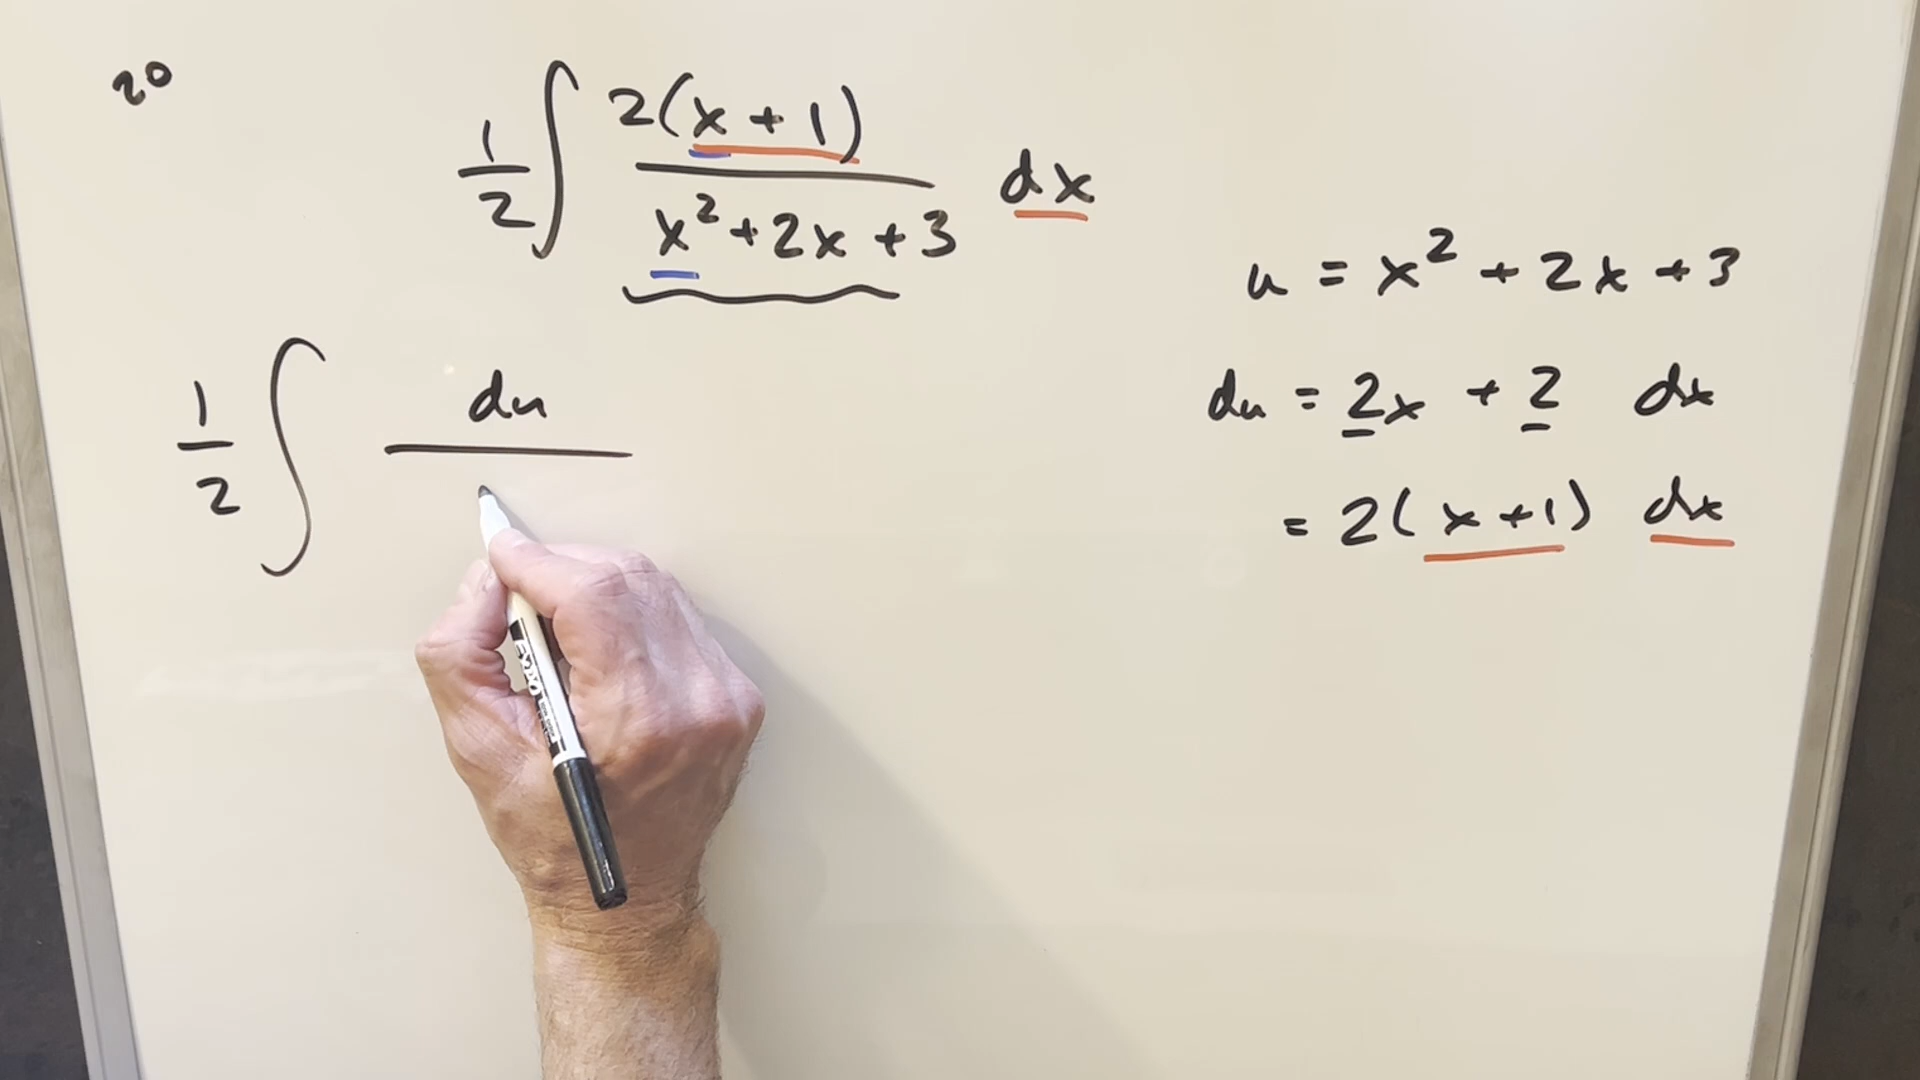 20
1/2 ∫ 2(x + 1) / x² + 2x + 3 dx
u = x² + 2x + 3
du = 2x + 2 dx
= 2(x + 1) dx
1/2 ∫ du
EXPO